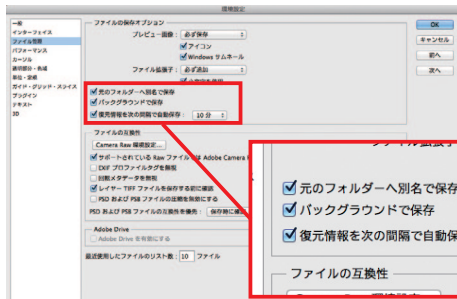 環境設定
一般
インターフェイス
ファイル管理
パフォーマンス
カーソル
透明部分・色域
単位・定規
ガイド・グリッド・スライス
プラグイン
テキスト
3D
ファイルの保存オプション
プレビュー画像： 必ず保存
アイコン
Windows サムネール
ファイル拡張子： 必ず追加
元のフォルダーへ別名で保存
バックグラウンドで保存
復元情報を次の間隔で自動保存： 10 分
ファイルの互換性
Camera Raw 環境設定...
サポートされている Raw ファイル
は Adobe Camera
EXIF プロファイルタグを無視
回転メタデータを無視
レイヤー TIFF ファイルを保存する前に確認
PSD および PSB ファイルの圧縮を無効にする
PSD および PSB ファイルの互換性を優先： 保存時に確認
Adobe Drive
Adobe Drive を有効にする
最近使用したファイルのリスト数： 10 ファイル
OK
キャンセル
前へ
次へ
元のフォルダーへ別名で保存
バックグラウンドで保存
復元情報を次の間隔で自動保
ファイルの互換性